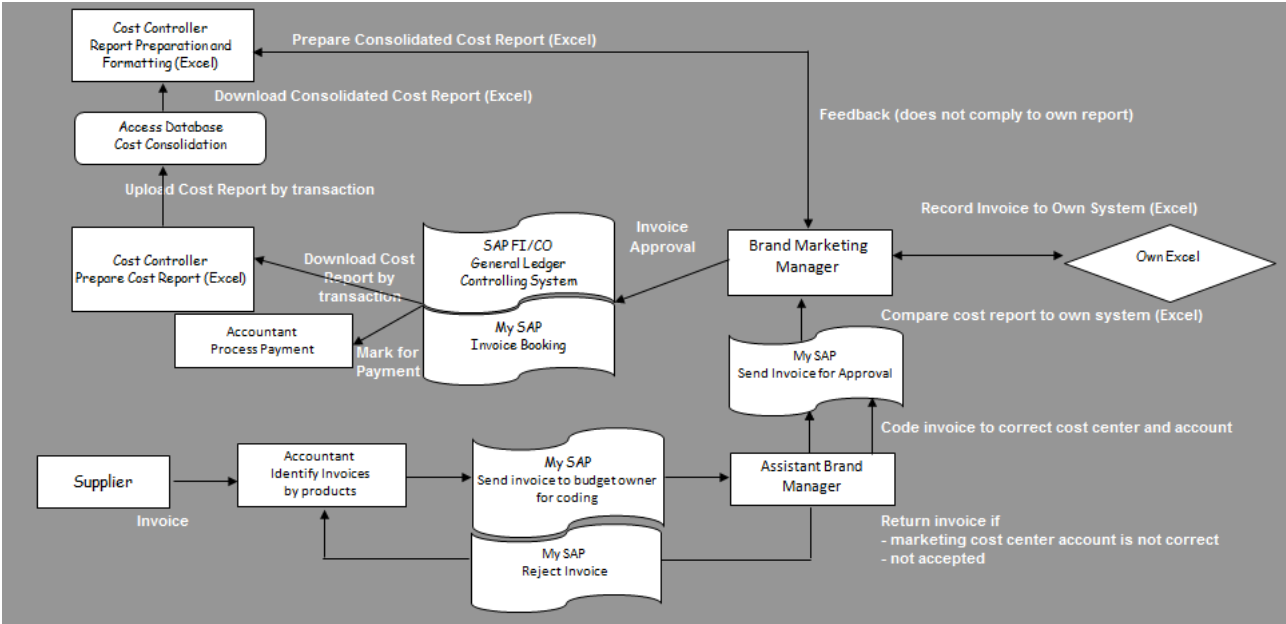 Cost Controller
Report Preparation and
Formatting (Excel)
Prepare Consolidated Cost Report (Excel)
Download Consolidated Cost Report (Excel)
Feedback (does not comply to own report)
Access Database
Cost Consolidation
Upload Cost Report by transaction
Record Invoice to Own System (Excel)
Cost Controller
Prepare Cost Report (Excel)
Download Cost
Report by
transaction
SAP FI/CO
General Ledger
Controlling System
Invoice
Approval
Brand Marketing
Manager
Own Excel
Accountant
Process Payment
Mark for
Payment
My SAP
Invoice Booking
Compare cost report to own system (Excel)
My SAP
Send Invoice for Approval
Code invoice to correct cost center and account
Supplier
Invoice
Accountant
Identify Invoices
by products
My SAP
Send invoice to budget owner
for coding
Assistant Brand
Manager
My SAP
Reject Invoice
Return invoice if
- marketing cost center account is not correct
- not accepted